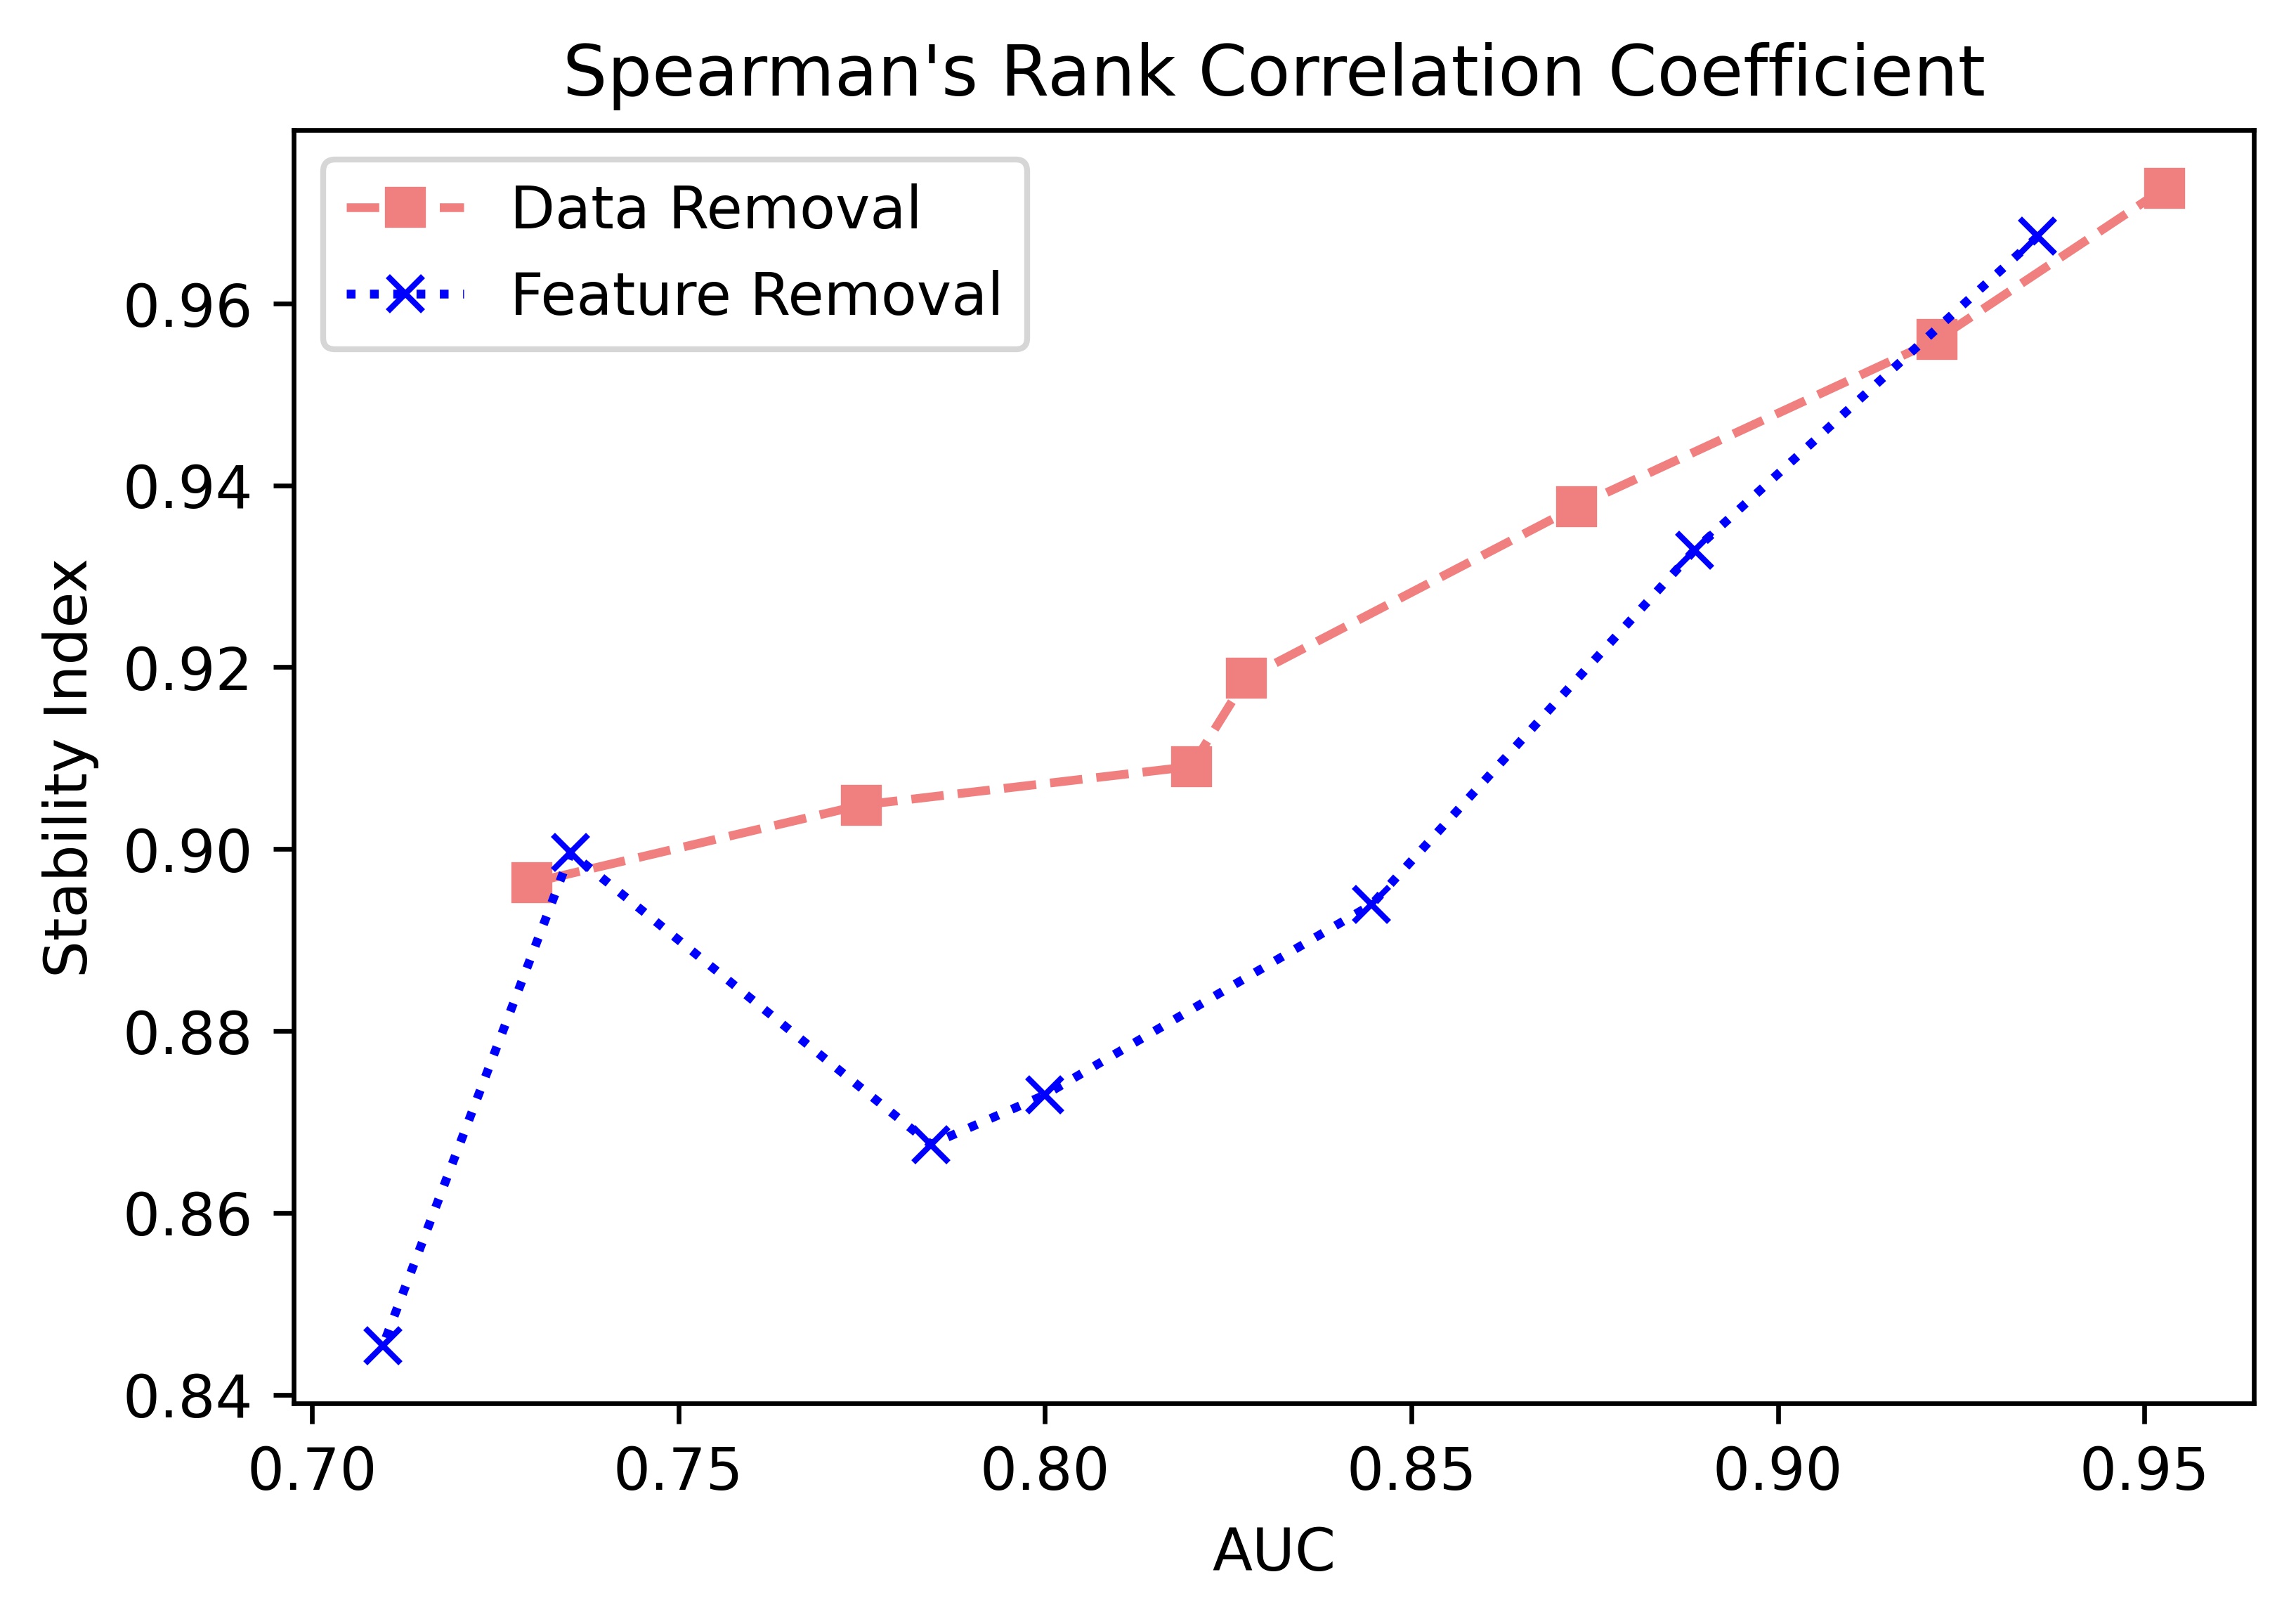 Spearman's Rank Correlation Coefficient
Data Removal
Feature Removal
Stability Index
0.96
0.94
0.92
0.90
0.88
0.86
0.84
0.70 0.75 0.80 0.85 0.90 0.95
AUC